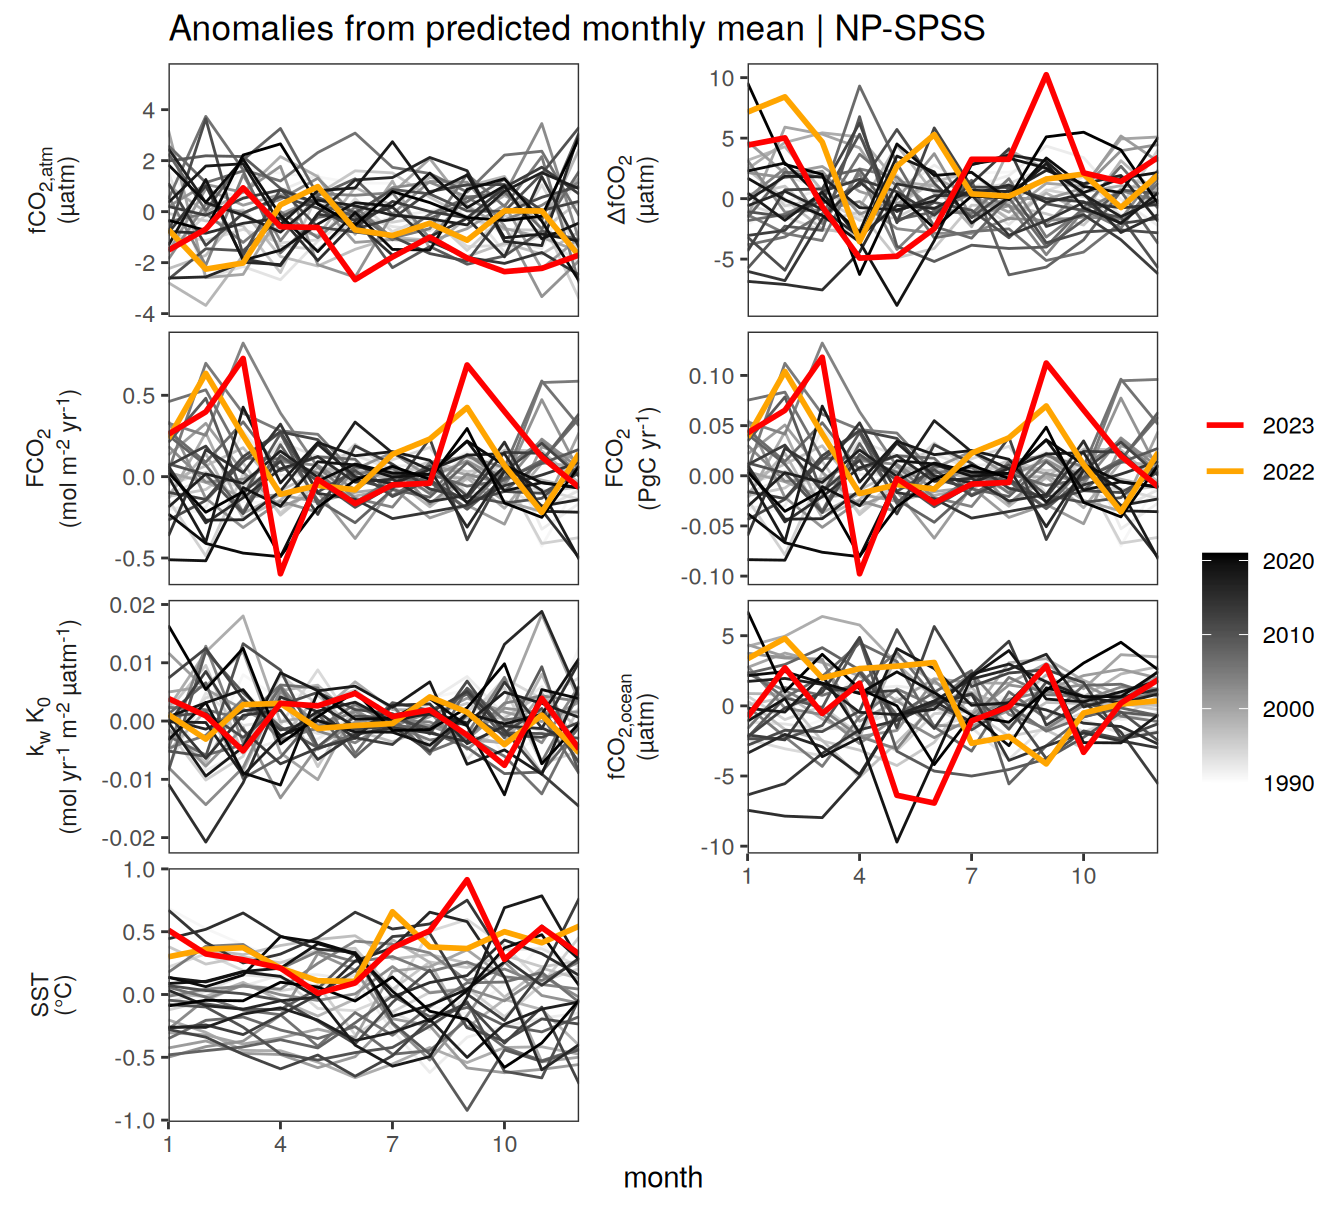 Anomalies from predicted monthly mean | NP-SPSS
fCO2,atm
(µatm)
4
2
0
-2
-4
ΔfCO2
(µatm)
10
5
0
-5
FCO2
(mol m-2 yr-1)
0.5
0.0
-0.5
FCO2
(PgC yr-1)
0.10
0.05
0.00
-0.05
-0.10
kw K0
(mol yr-1 m-2 µatm-1)
0.02
0.01
0.00
-0.01
-0.02
fCO2,ocean
(µatm)
5
0
-5
-10
1 4 7 10
SST
(°C)
1.0
0.5
0.0
-0.5
-1.0
1 4 7 10
month
2023
2022
2020
2010
2000
1990